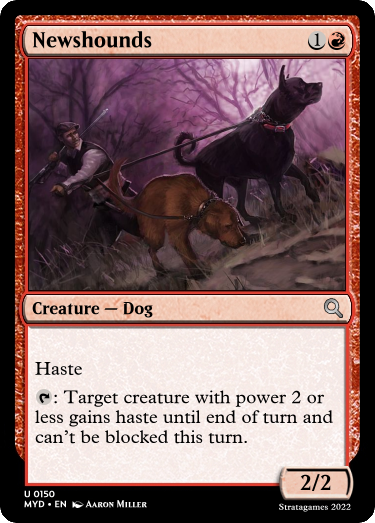 Newshounds 1
Creature — Dog
Haste
: Target creature with power 2 or
less gains haste until end of turn and
can't be blocked this turn.
2/2
U 0150
MYD • EN Aaron Miller
Stratagames 2022